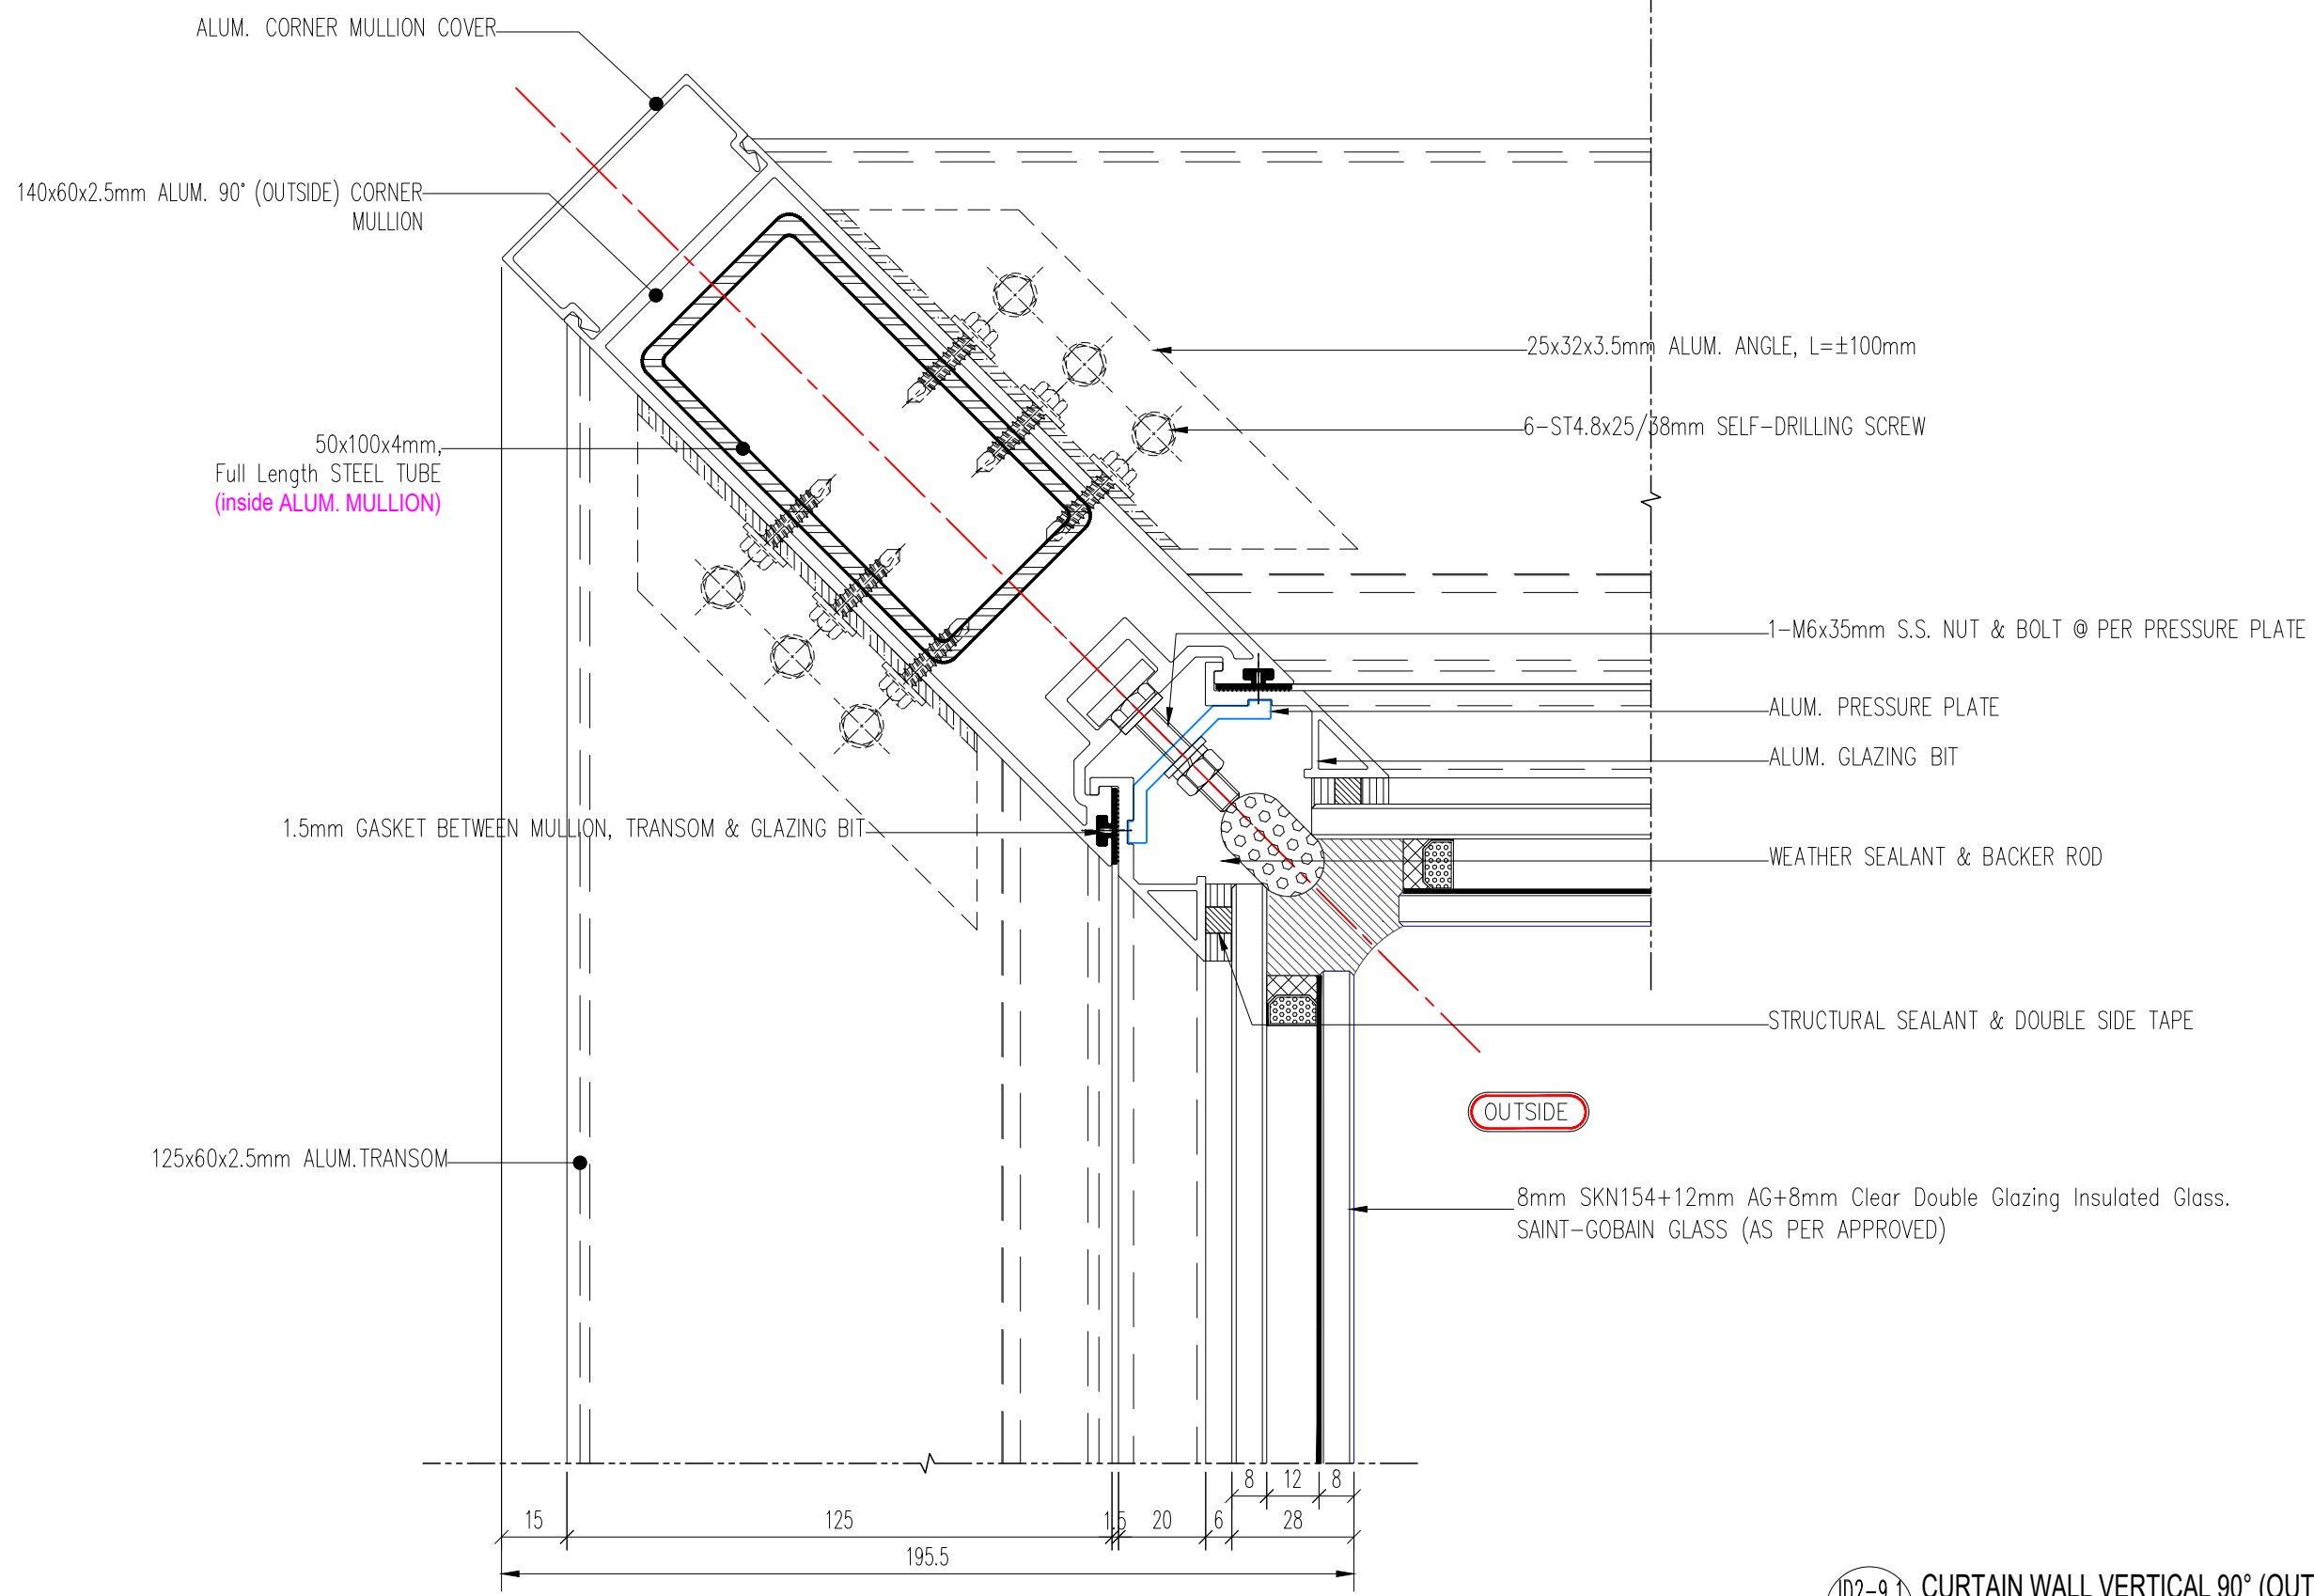 ALUM. CORNER MULLION COVER
140x60x2.5mm ALUM. 90° (OUTSIDE) CORNER
MULLION
25x32x3.5mm ALUM. ANGLE, L=±100mm
6-ST4.8x25/38mm SELF-DRILLING SCREW
50x100x4mm,
Full Length STEEL TUBE
(inside ALUM. MULLION)
1-M6x35mm S.S. NUT & BOLT @ PER PRESSURE PLATE
ALUM. PRESSURE PLATE
ALUM. GLAZING BIT
1.5mm GASKET BETWEEN MULLION, TRANSOM & GLAZING BIT
WEATHER SEALANT & BACKER ROD
STRUCTURAL SEALANT & DOUBLE SIDE TAPE
OUTSIDE
125x60x2.5mm ALUM.TRANSOM
8mm SKN154+12mm AG+8mm Clear Double Glazing Insulated Glass.
SAINT-GOBAIN GLASS (AS PER APPROVED)
8 12 8
15 125 1.5 20 6 28
195.5
JD2-9.1 CURTAIN WALL VERTICAL 90° (OUT